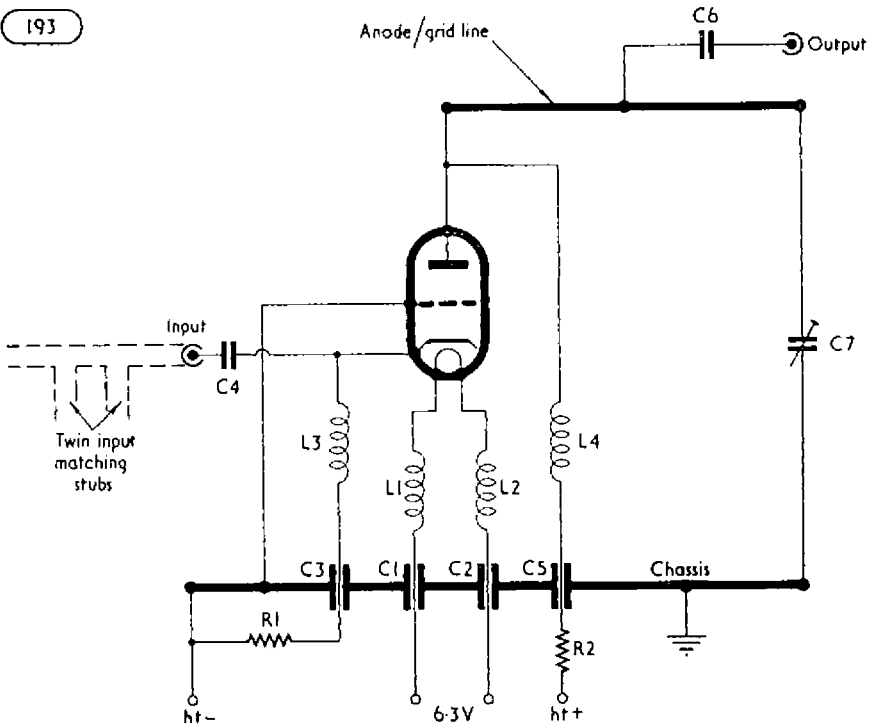 193
C6
Anode/grid line
Output
Input
C7
C4
Twin input
matching
stubs
L3
L4
L1
L2
C3
C1
C2
C5
Chassis
R1
R2
ht-
6·3V
ht+